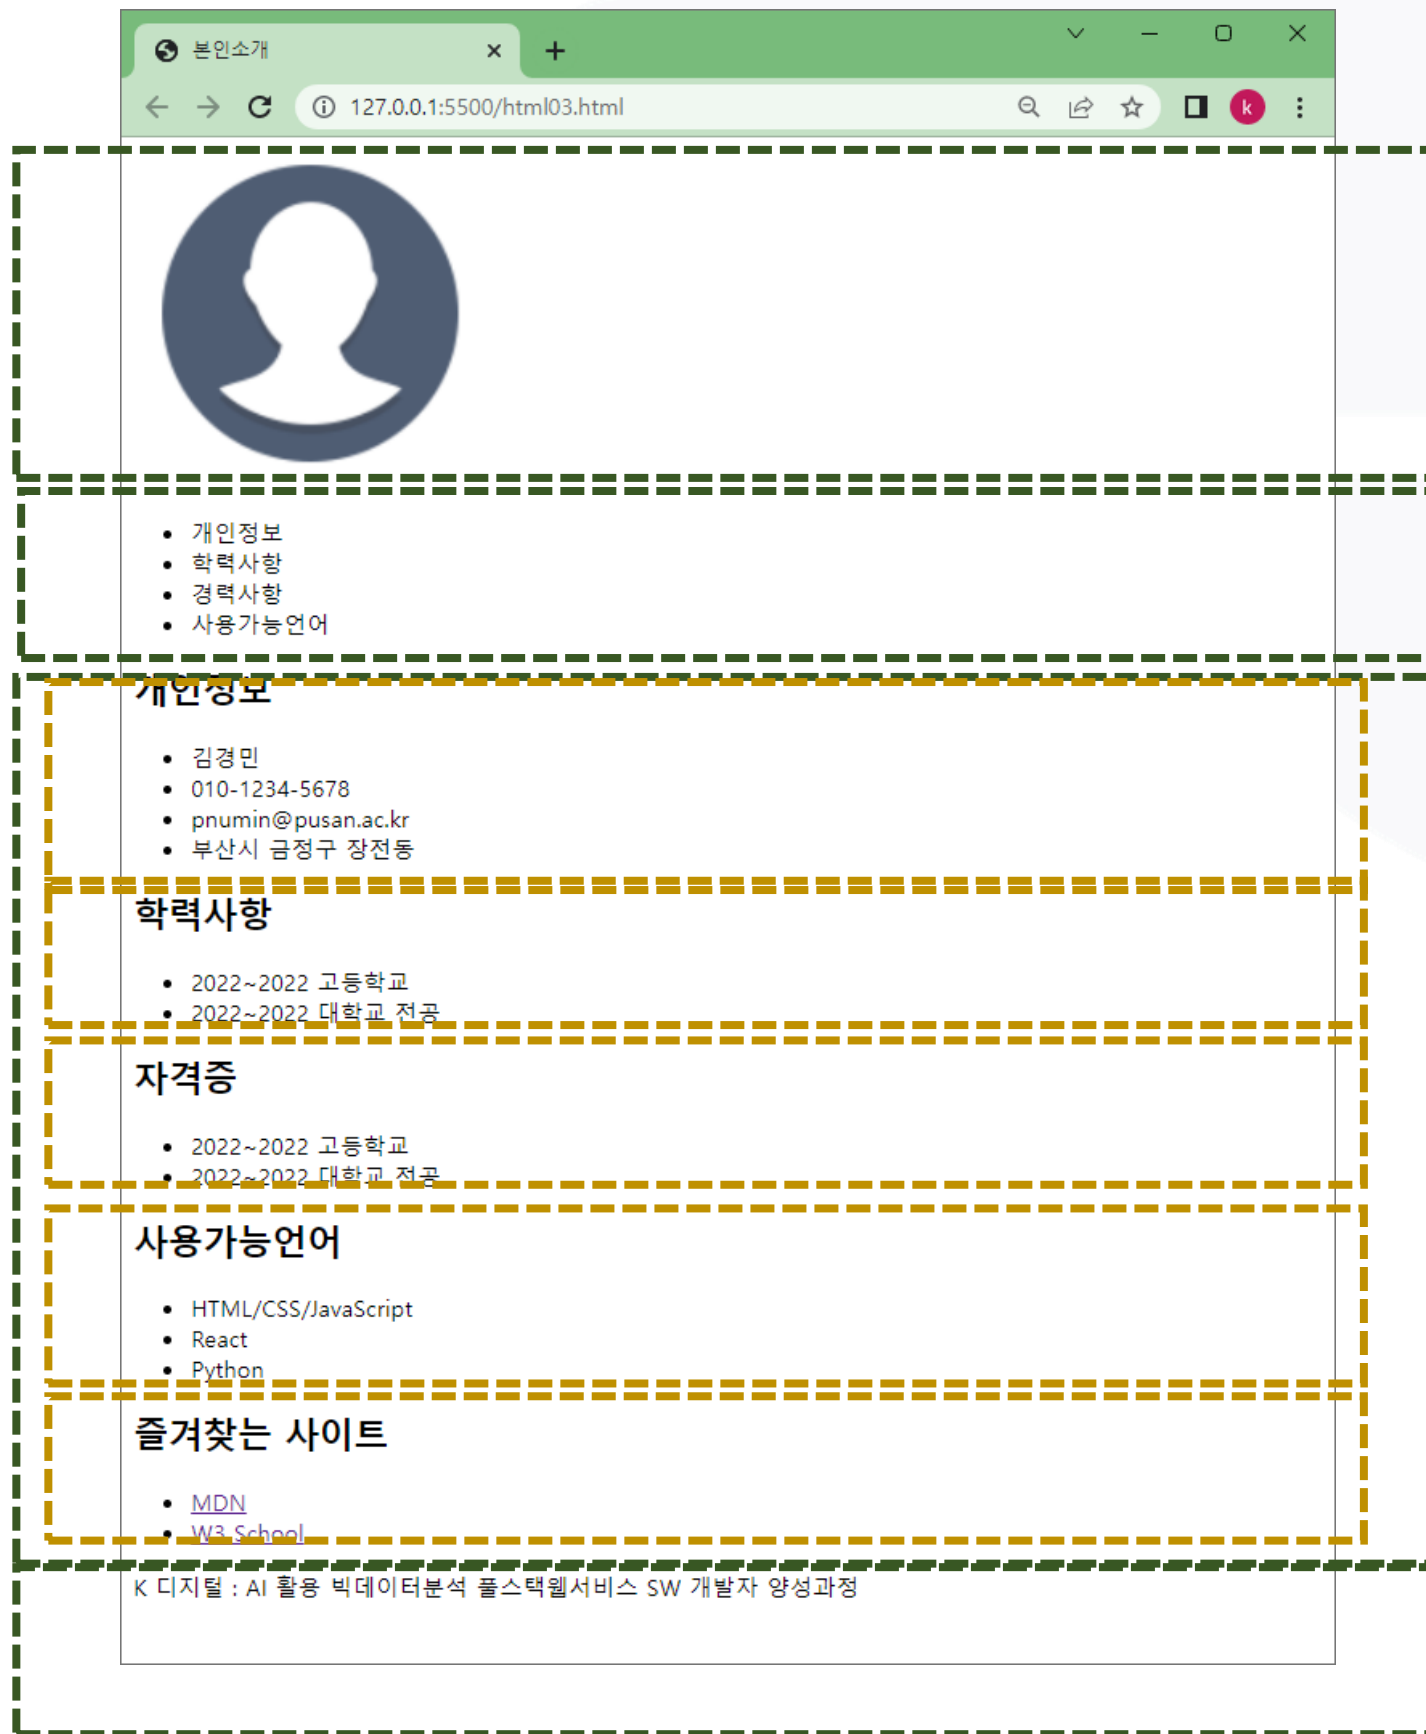 본인소개
127.0.0.1:5500/html03.html
k
개인정보
학력사항
경력사항
사용가능언어
개인정보
김경민
010-1234-5678
pnumin@pusan.ac.kr
부산시 금정구 장전동
학력사항
2022~2022 고등학교
2022~2022 대학교 전공
자격증
2022~2022 고등학교
2022~2022 대학교 전공
사용가능언어
HTML/CSS/JavaScript
React
Python
즐겨찾는 사이트
MDN
W3 School
K 디지털 : AI 활용 빅데이터분석 풀스택웹서비스 SW 개발자 양성과정